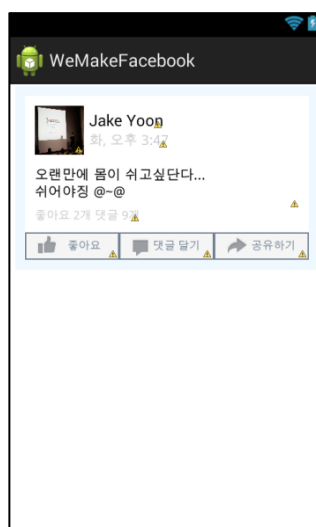 WeMakeFacebook
Jake Yoon
화, 오후 3:47
오랜만에 몸이 쉬고싶단다...
쉬어야징 @~@
좋아요 2개 댓글 9개
좋아요
댓글 달기
공유하기